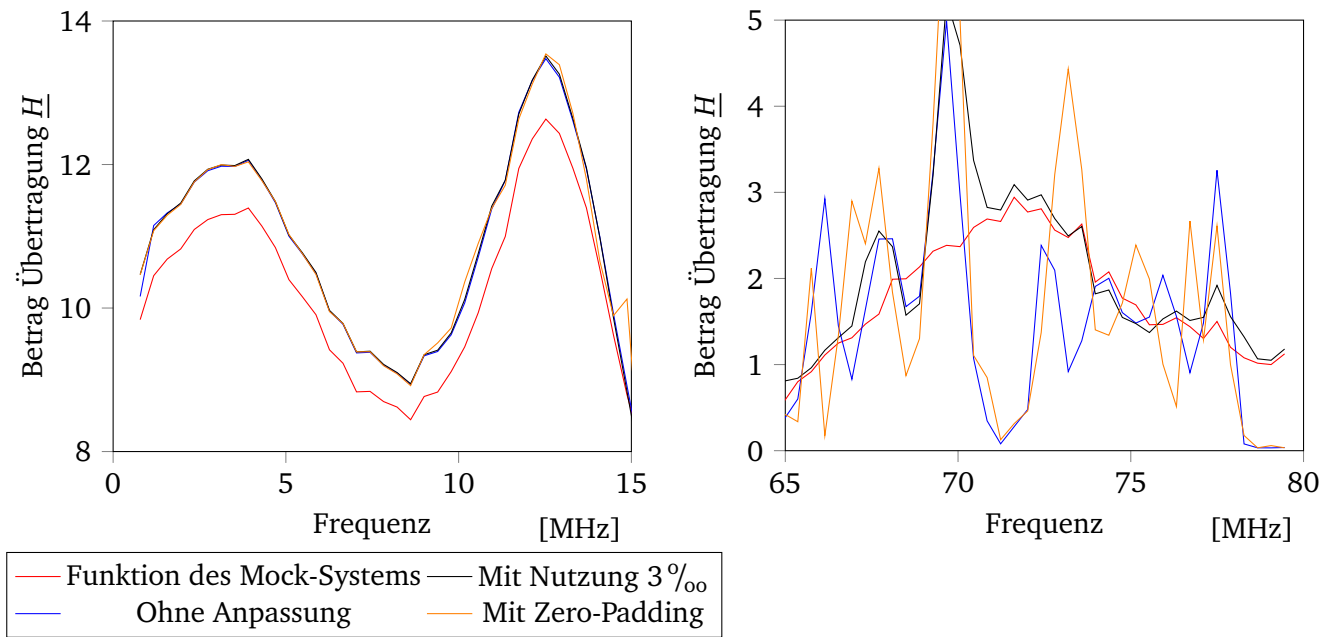 14
12
10
8
0
5
10
15
Betrag Übertragung H
Frequenz
[MHz]
5
4
3
2
1
0
65
70
75
80
Betrag Übertragung H
Frequenz
[MHz]
Funktion des Mock-Systems
Mit Nutzung 3 ‱
Ohne Anpassung
Mit Zero-Padding